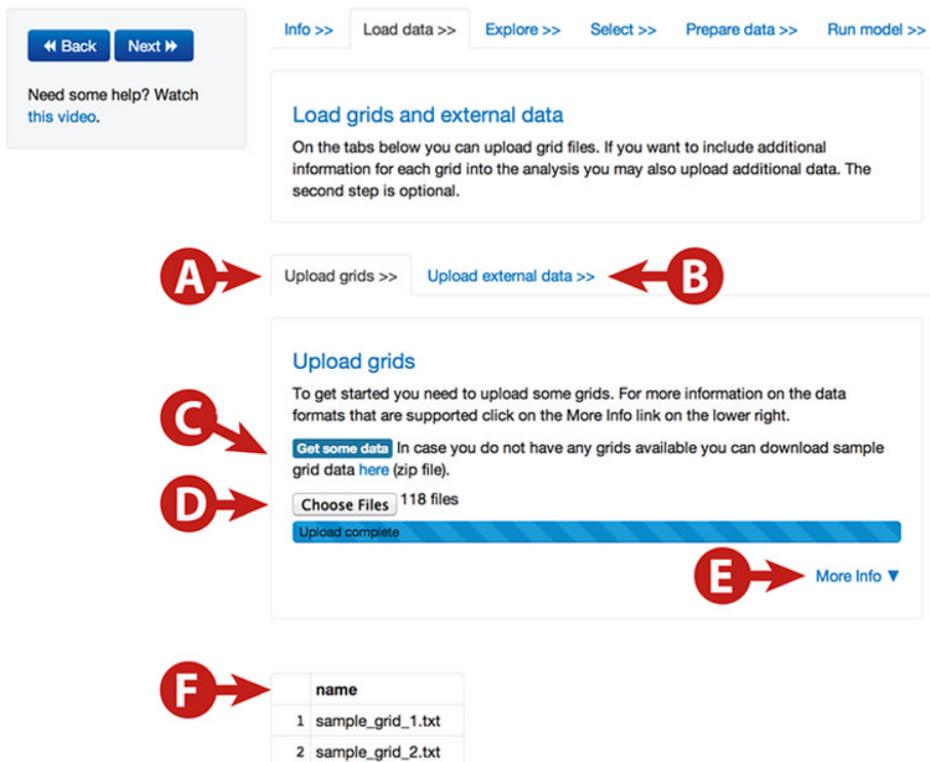 Back Next
Need some help? Watch
this video.
Info >> Load data >> Explore >> Select >> Prepare data >> Run model >>
Load grids and external data
On the tabs below you can upload grid files. If you want to include additional
information for each grid into the analysis you may also upload additional data. The
second step is optional.
A Upload grids >> Upload external data >> B
Upload grids
To get started you need to upload some grids. For more information on the data
formats that are supported click on the More Info link on the lower right.
C
Get some data In case you do not have any grids available you can download sample
grid data here (zip file).
D Choose Files 118 files
Upload complete
E More Info ▼
F name
1 sample_grid_1.txt
2 sample_grid_2.txt